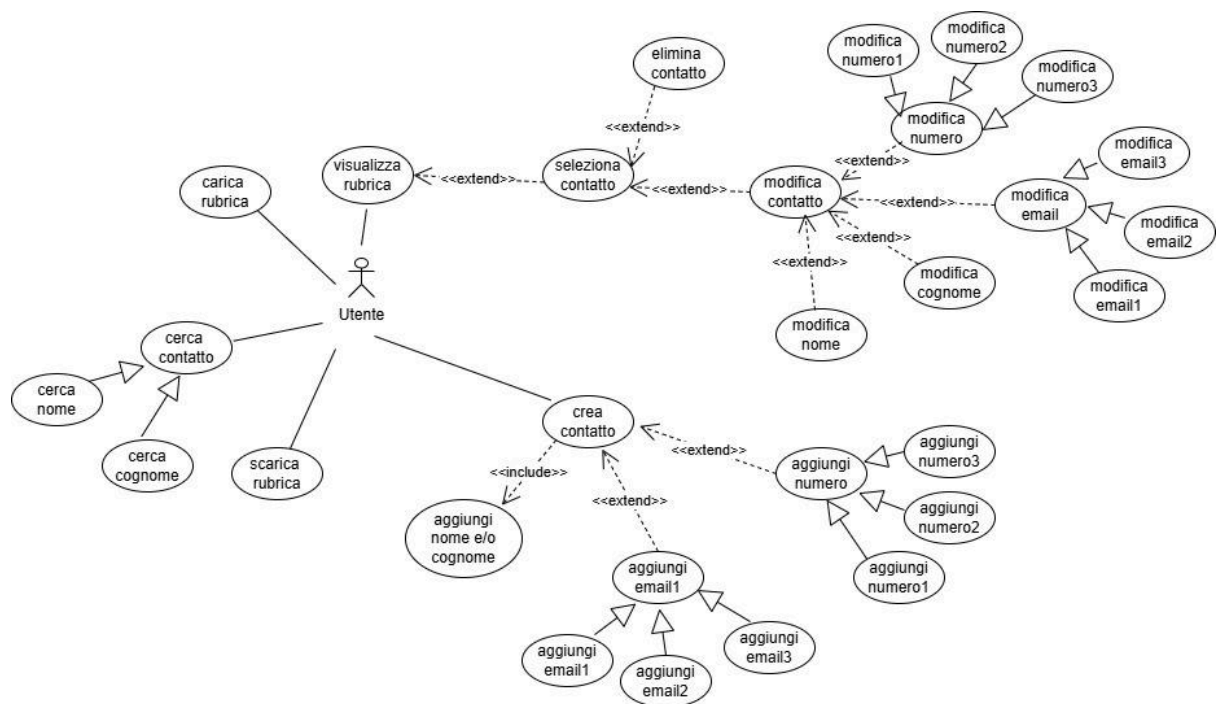 elimina
contatto
modifica
numero1
modifica
numero2
modifica
numero3
modifica
numero
<<extend>>
visualizza
rubrica
<<extend>>
seleziona
contatto
<<extend>>
modifica
contatto
<<extend>>
modifica
email3
carica
rubrica
<<extend>>
modifica
email
modifica
email2
<<extend>>
<<extend>>
modifica
cognome
modifica
email1
Utente
modifica
nome
cerca
contatto
cerca
nome
cerca
cognome
scarica
rubrica
crea
contatto
<<extend>>
aggiungi
numero
aggiungi
numero3
<<include>>
<<extend>>
aggiungi
numero2
aggiungi
nome e/o
cognome
aggiungi
numero1
aggiungi
email1
aggiungi
email1
aggiungi
email2
aggiungi
email3